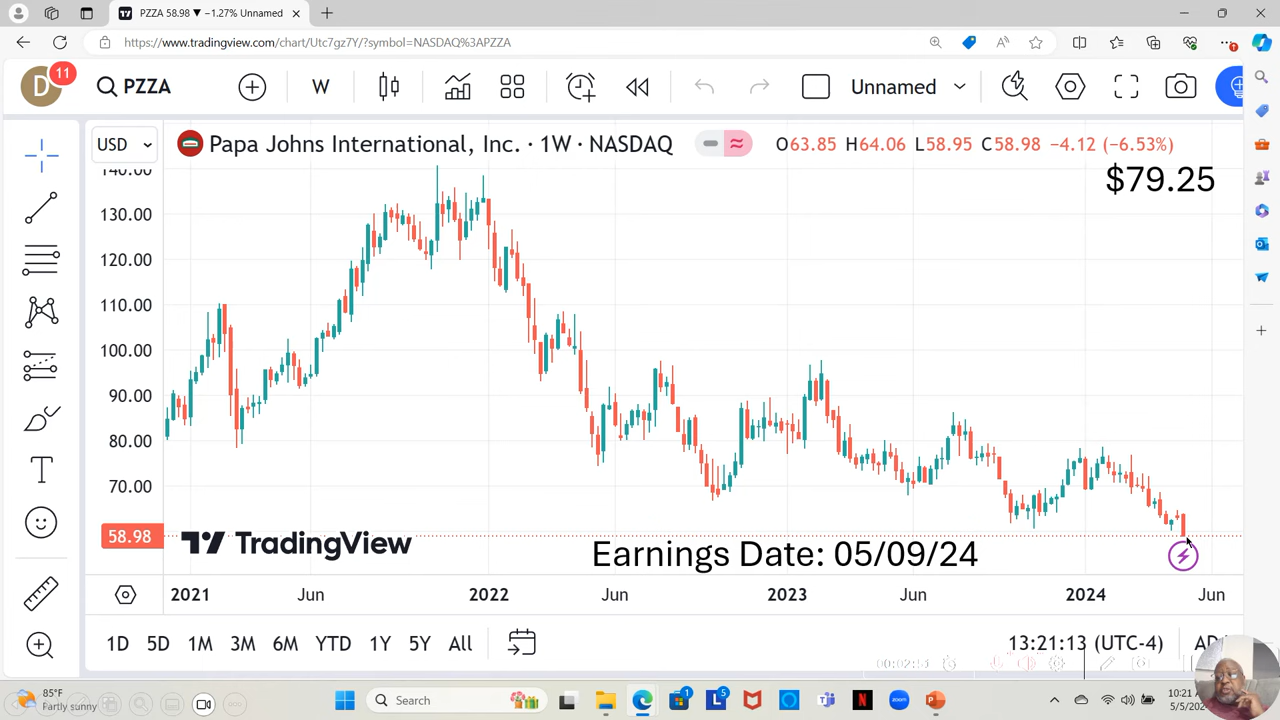 PZZA 58.98 ▼ −1.27% Unnamed
https://www.tradingview.com/chart/Utc7gz7Y/?symbol=NASDAQ%3APZZA
D 11 PZZA W Unnamed
USD Papa Johns International, Inc. · 1W · NASDAQ O63.85 H64.06 L58.95 C58.98 −4.12 (−6.53%)
$79.25
140.00
130.00
120.00
110.00
100.00
90.00
80.00
70.00
58.98
TradingView
Earnings Date: 05/09/24
2021 Jun 2022 Jun 2023 Jun 2024 Jun
1D 5D 1M 3M 6M YTD 1Y 5Y All 13:21:13 (UTC-4)
85°F
Partly sunny
Search
10:21